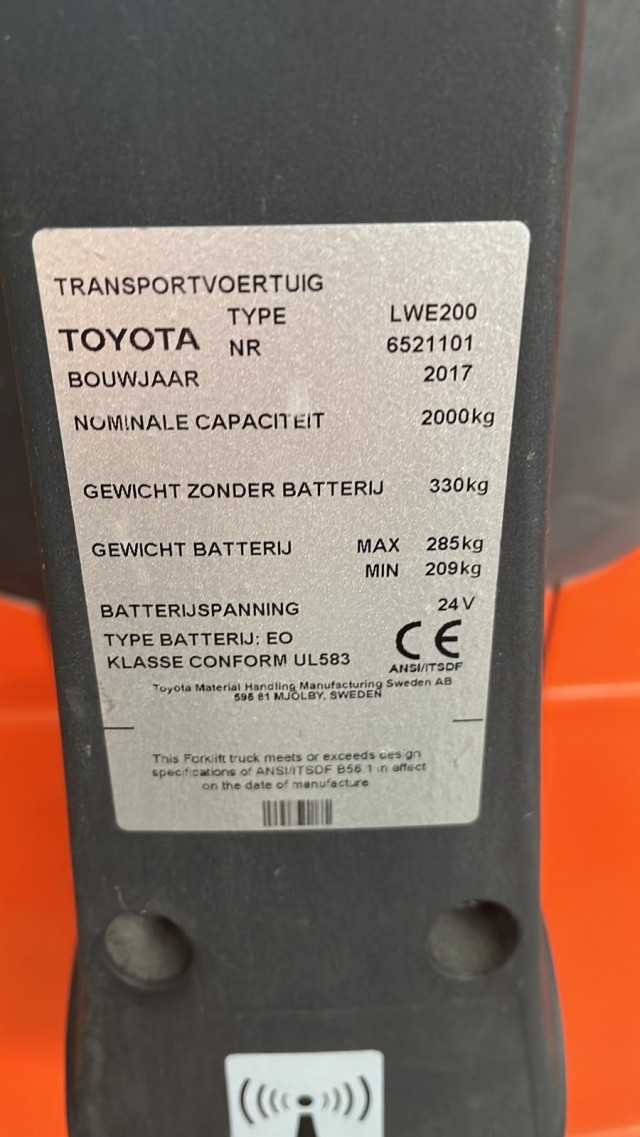 TRANSPORTVOERTUIG
TYPE LWE200
TOYOTA
NR 6521101
BOUWJAAR 2017
NOMINALE CAPACITEIT 2000kg
GEWICHT ZONDER BATTERIJ 330kg
GEWICHT BATTERIJ MAX 285kg
MIN 209kg
BATTERIJSPANNING 24V
TYPE BATTERIJ: EO
KLASSE CONFORM UL583
CE
ANSI/ITSDF
Toyota Material Handling Manufacturing Sweden AB
595 81 MJÖLBY, SWEDEN
This Forklift truck meets or exceeds design
specifications of ANSI/ITSDF B56.1 in effect
on the date of manufacture